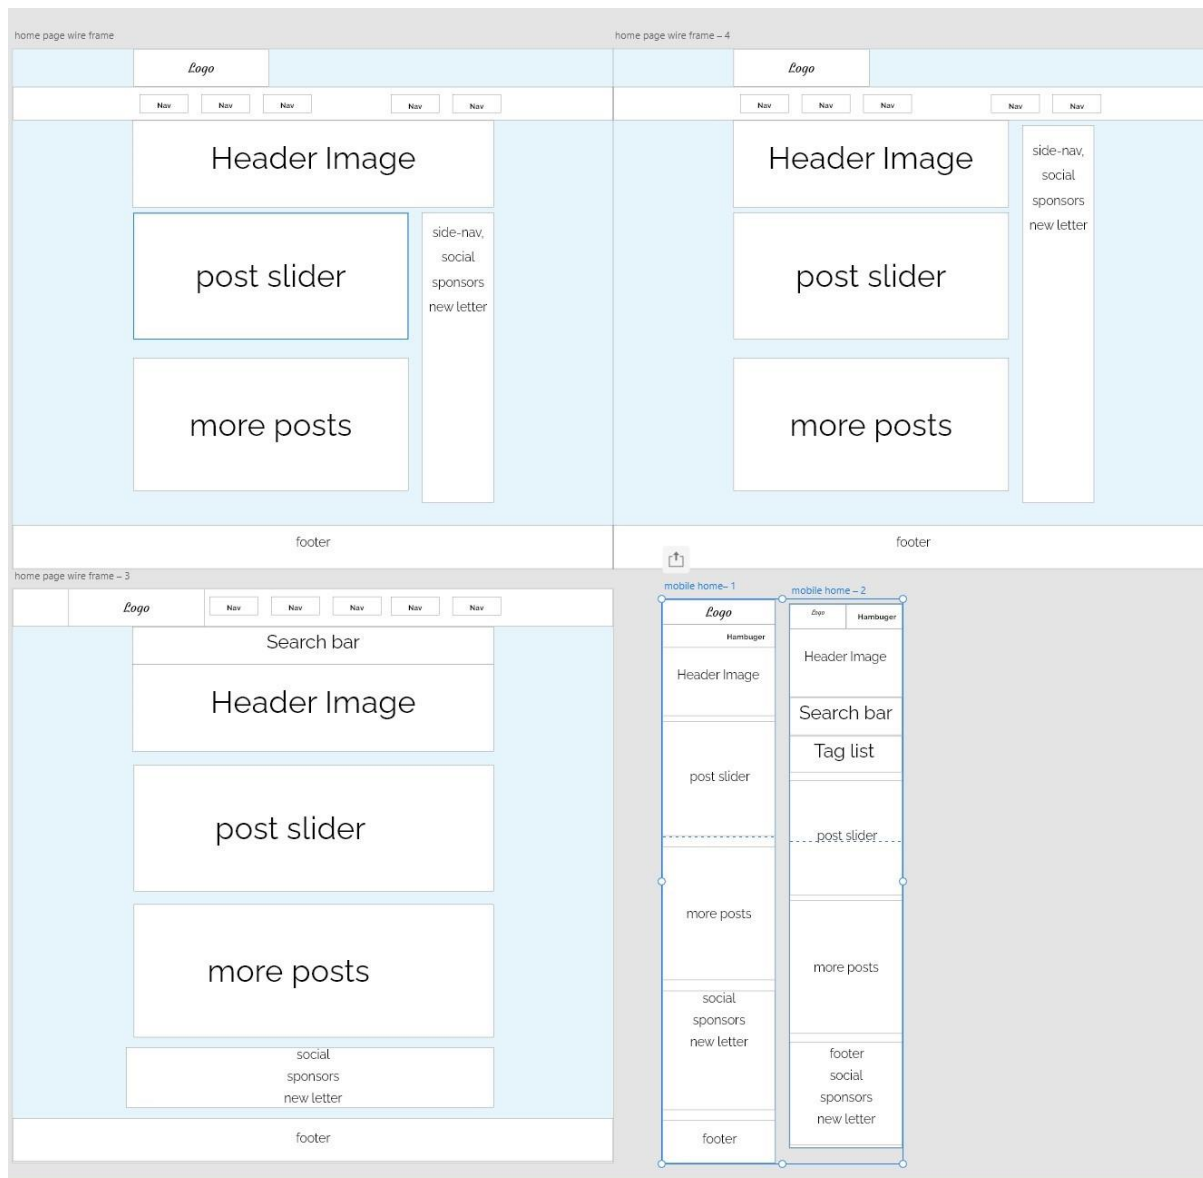 home page wire frame
Logo
Nav Nav Nav Nav Nav
Header Image
post slider
side-nav,
social
sponsors
new letter
more posts
footer
home page wire frame – 4
Logo
Nav Nav Nav Nav Nav
Header Image
side-nav,
social
sponsors
new letter
post slider
more posts
footer
home page wire frame – 3
Logo Nav Nav Nav Nav Nav
Search bar
Header Image
post slider
more posts
social
sponsors
new letter
footer
mobile home– 1
Logo
Hambuger
Header Image
post slider
more posts
social
sponsors
new letter
footer
mobile home – 2
Logo Hambuger
Header Image
Search bar
Tag list
post slider
more posts
footer
social
sponsors
new letter